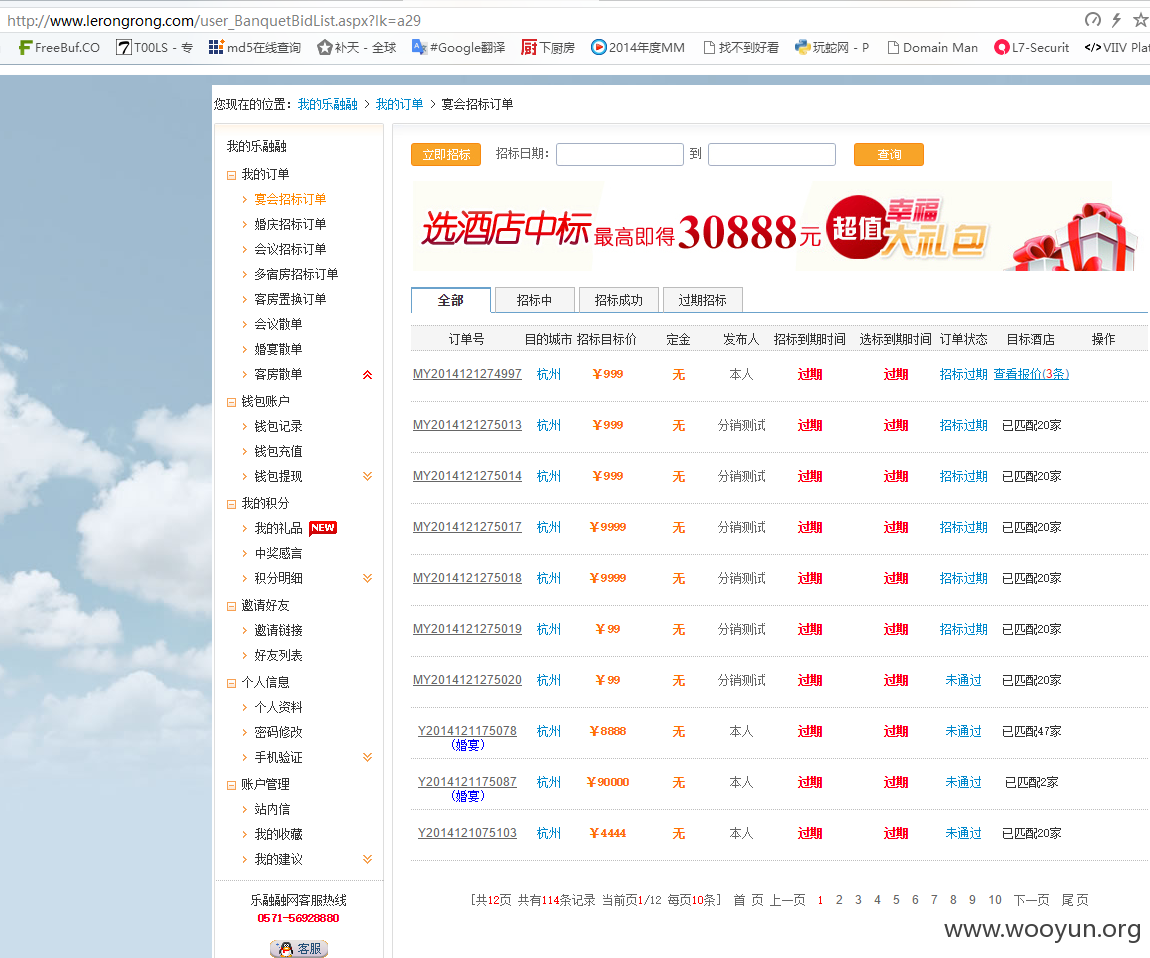 http://www.lerongrong.com/user_BanquetBidList.aspx?lk=a29
FreeBuf.CO T00LS - 专 md5在线查询 补天 - 全球 #Google翻译 下厨房 2014年度MM 找不到好看 玩蛇网 - P Domain Man L7-Securit </>VIIV Plat
您现在的位置：我的乐融融 > 我的订单 > 宴会招标订单
我的乐融融
我的订单
宴会招标订单
婚庆招标订单
会议招标订单
多宿房招标订单
客房置换订单
会议散单
婚宴散单
客房散单
钱包账户
钱包记录
钱包充值
钱包提现
我的积分
我的礼品 NEW
中奖感言
积分明细
邀请好友
邀请链接
好友列表
个人信息
个人资料
密码修改
手机验证
账户管理
站内信
我的收藏
我的建议
乐融融网客服热线
0571-56928880
客服
立即招标 招标日期： 到 查询
选酒店中标 最高即得30888元 超值 幸福大礼包
全部 招标中 招标成功 过期招标
订单号 目的城市 招标目标价 定金 发布人 招标到期时间 选标到期时间 订单状态 目标酒店 操作
MY2014121274997 杭州 ￥999 无 本人 过期 过期 招标过期 查看报价(3条)
MY2014121275013 杭州 ￥999 无 分销测试 过期 过期 招标过期 已匹配20家
MY2014121275014 杭州 ￥999 无 分销测试 过期 过期 招标过期 已匹配20家
MY2014121275017 杭州 ￥9999 无 分销测试 过期 过期 招标过期 已匹配20家
MY2014121275018 杭州 ￥9999 无 分销测试 过期 过期 招标过期 已匹配20家
MY2014121275019 杭州 ￥99 无 分销测试 过期 过期 招标过期 已匹配20家
MY2014121275020 杭州 ￥99 无 分销测试 过期 过期 未通过 已匹配20家
Y2014121175078 杭州 ￥8888 无 本人 过期 过期 未通过 已匹配47家
(婚宴)
Y2014121175087 杭州 ￥90000 无 本人 过期 过期 未通过 已匹配2家
(婚宴)
Y2014121075103 杭州 ￥4444 无 本人 过期 过期 未通过 已匹配20家
[共12页 共有114条记录 当前页1/12 每页10条] 首 页 上一页 1 2 3 4 5 6 7 8 9 10 下一页 尾 页
www.wooyun.org